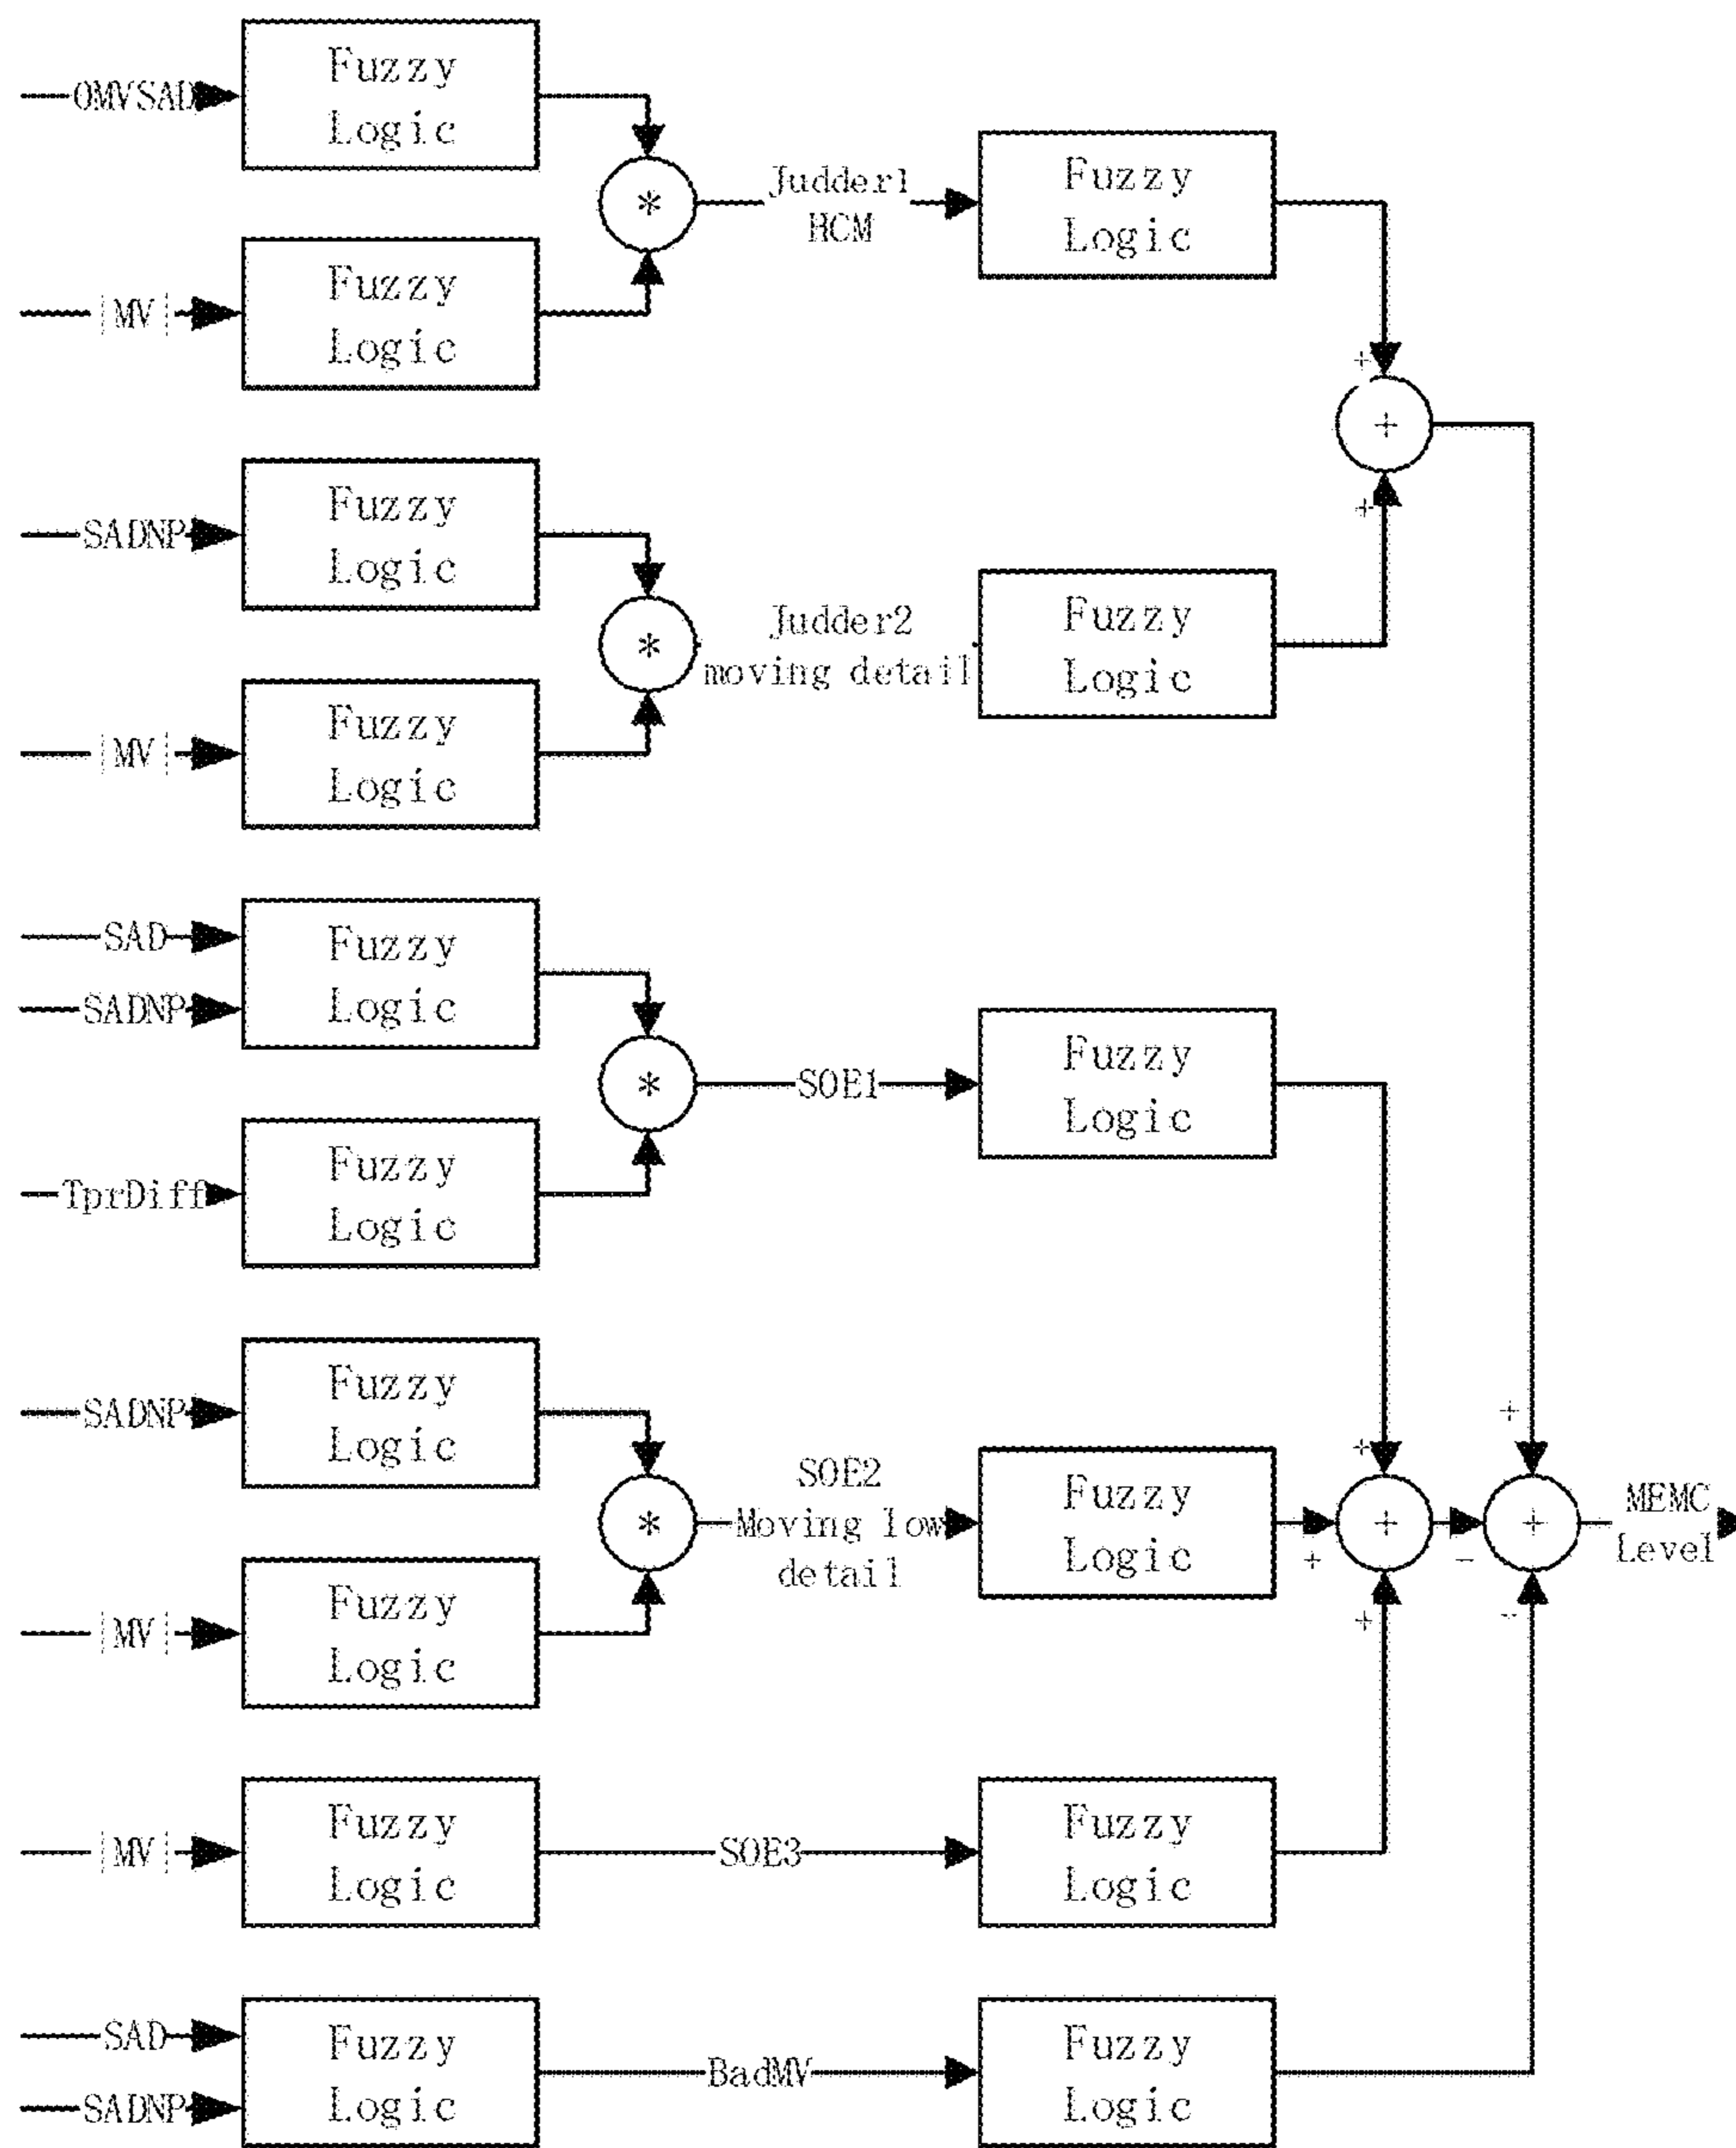 OMVSAD
Fuzzy
Logic
|MV|
Fuzzy
Logic
*
Judder1
HCM
Fuzzy
Logic
+
+
+
SADNP
Fuzzy
Logic
|MV|
Fuzzy
Logic
*
Judder2
moving detail
Fuzzy
Logic
SAD
SADNP
Fuzzy
Logic
TprDiff
Fuzzy
Logic
*
SOE1
Fuzzy
Logic
SADNP
Fuzzy
Logic
|MV|
Fuzzy
Logic
*
SOE2
Moving low
detail
Fuzzy
Logic
+
+
+
+
+
-
+
-
MEMC
Level
|MV|
Fuzzy
Logic
SOE3
Fuzzy
Logic
SAD
SADNP
Fuzzy
Logic
BadMV
Fuzzy
Logic